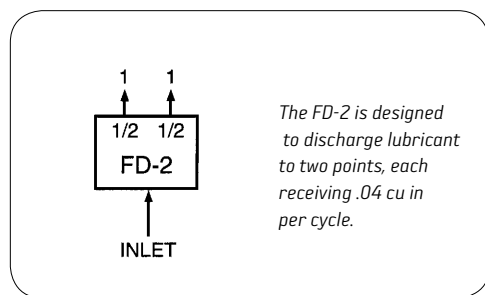 1 1
1/2 1/2
FD-2
INLET
The FD-2 is designed
to discharge lubricant
to two points, each
receiving .04 cu in
per cycle.